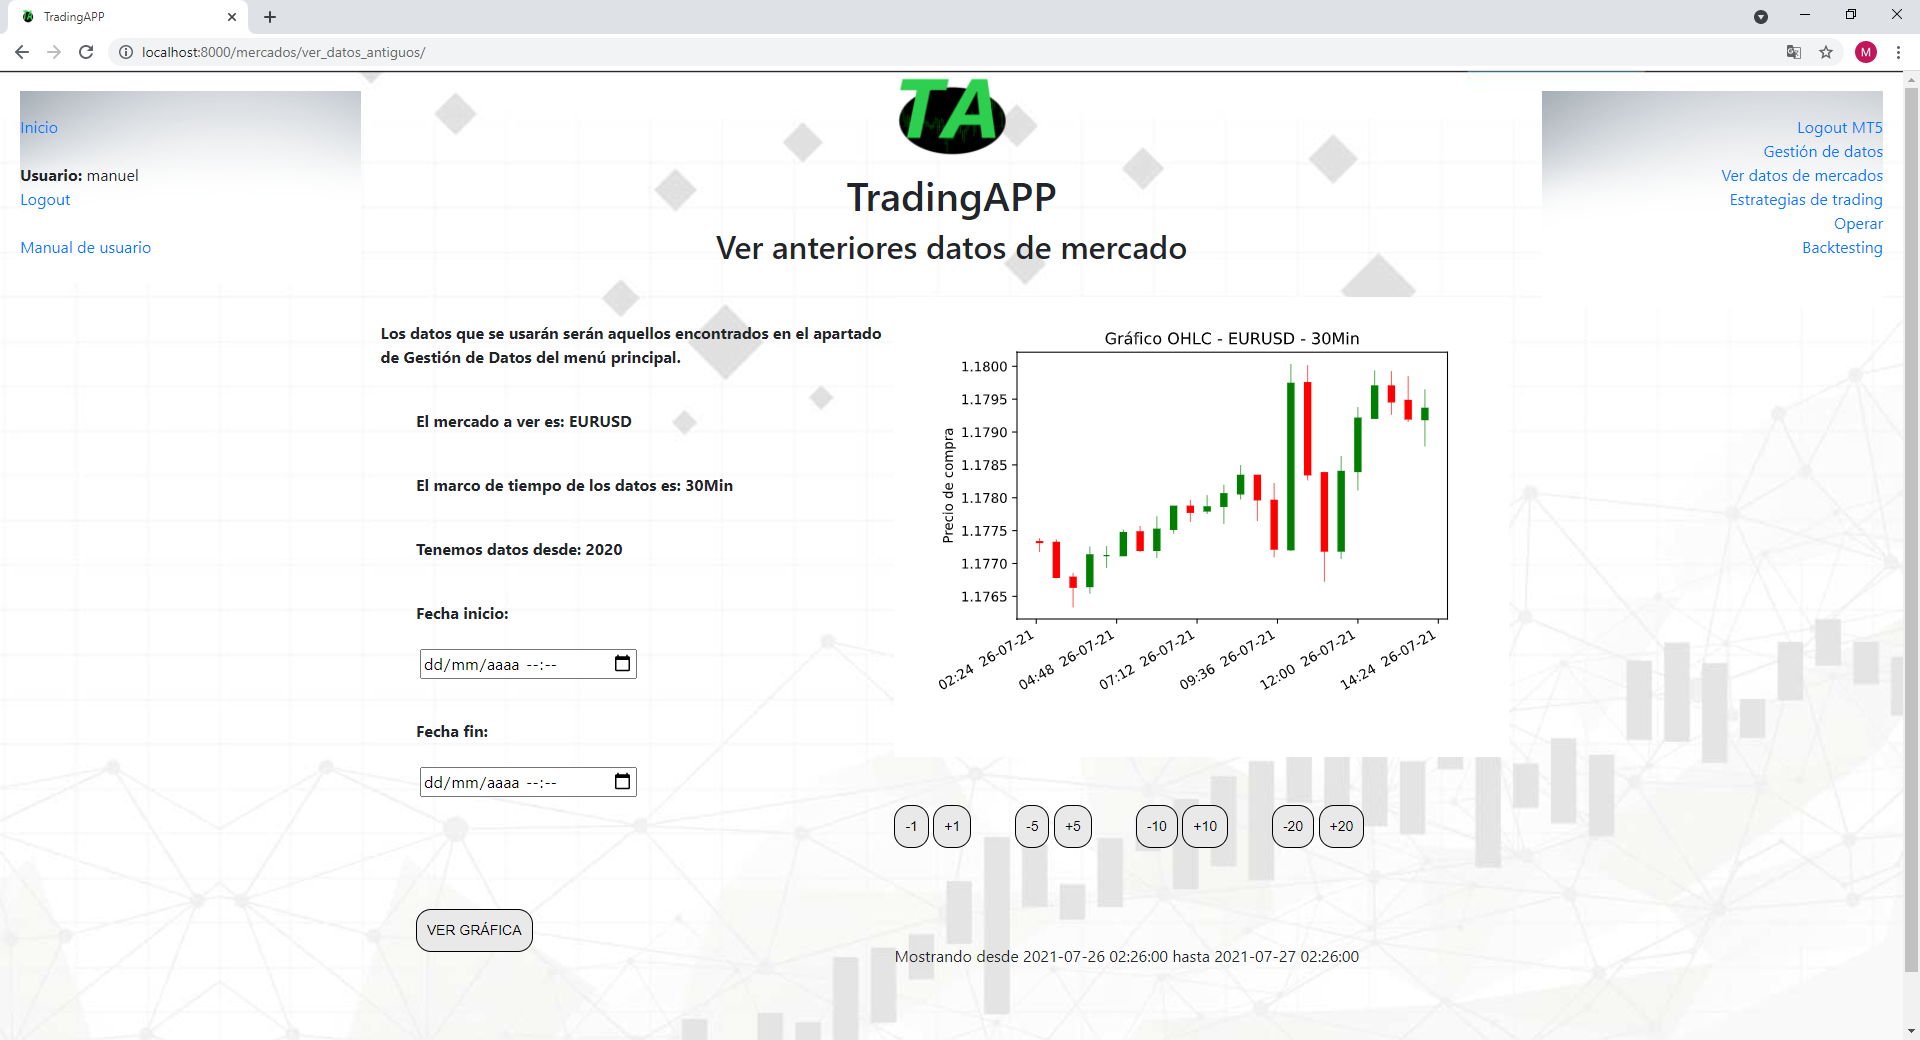 TradingAPP
localhost:8000/mercados/ver_datos_antiguos/
M
Inicio
Usuario: manuel
Logout
Manual de usuario
TA
TradingAPP
Ver anteriores datos de mercado
Logout MT5
Gestión de datos
Ver datos de mercados
Estrategias de trading
Operar
Backtesting
Los datos que se usarán serán aquellos encontrados en el apartado
de Gestión de Datos del menú principal.
El mercado a ver es: EURUSD
El marco de tiempo de los datos es: 30Min
Tenemos datos desde: 2020
Fecha inicio:
dd/mm/aaaa --:--
Fecha fin:
dd/mm/aaaa --:--
VER GRÁFICA
Gráfico OHLC - EURUSD - 30Min
Precio de compra
1.1800
1.1795
1.1790
1.1785
1.1780
1.1775
1.1770
1.1765
02:24 26-07-21
04:48 26-07-21
07:12 26-07-21
09:36 26-07-21
12:00 26-07-21
14:24 26-07-21
-1 +1 -5 +5 -10 +10 -20 +20
Mostrando desde 2021-07-26 02:26:00 hasta 2021-07-27 02:26:00